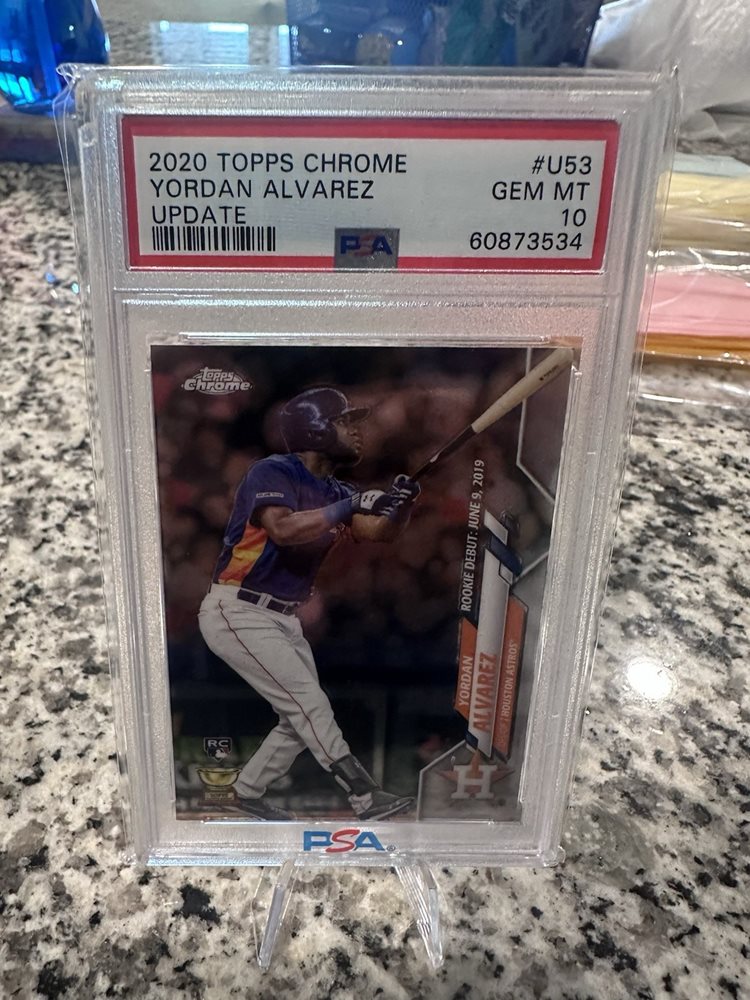 2020 TOPPS CHROME #U53
YORDAN ALVAREZ GEM MT
UPDATE 10
PSA 60873534
topps
Chrome
ROOKIE DEBUT: JUNE 9, 2019
YORDAN
ALVAREZ
HOUSTON ASTROS
RC
H
PSA